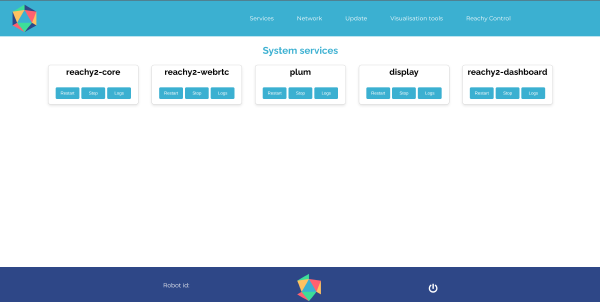 Services Network Update Visualisation tools Reachy Control
System services
reachy2-core reachy2-webrtc plum display reachy2-dashboard
Restart Stop Logs Restart Stop Logs Restart Stop Logs Restart Stop Logs Restart Stop Logs
Robot id: